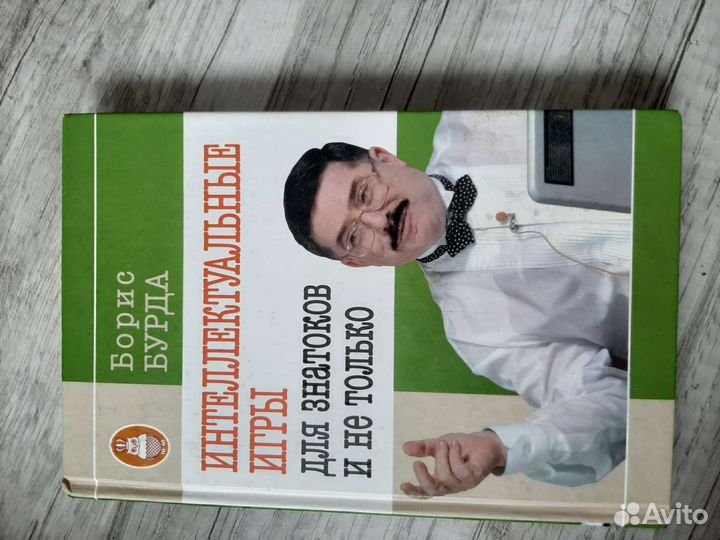 Борис
БУРДА
ИНТЕЛЛЕКТУАЛЬНЫЕ
ИГРЫ
ДЛЯ ЗНАТОКОВ
И НЕ ТОЛЬКО
Avito